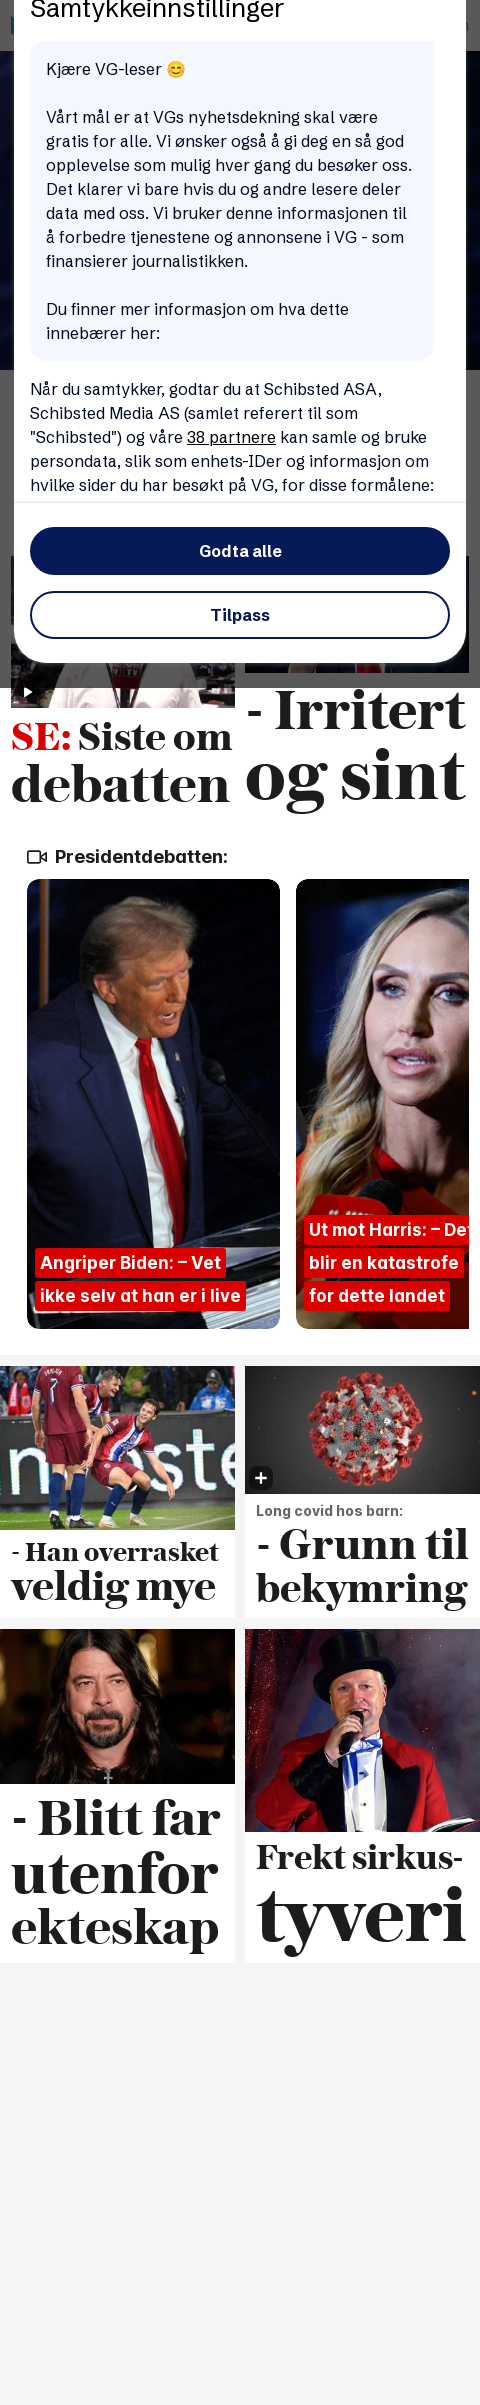 Samtykkeinnstillinger
Kjære VG-leser 😊
Vårt mål er at VGs nyhetsdekning skal være
gratis for alle. Vi ønsker også å gi deg en så god
opplevelse som mulig hver gang du besøker oss.
Det klarer vi bare hvis du og andre lesere deler
data med oss. Vi bruker denne informasjonen til
å forbedre tjenestene og annonsene i VG - som
finansierer journalistikken.
Du finner mer informasjon om hva dette
innebærer her:
Når du samtykker, godtar du at Schibsted ASA,
Schibsted Media AS (samlet referert til som
"Schibsted") og våre 38 partnere kan samle og bruke
persondata, slik som enhets-IDer og informasjon om
hvilke sider du har besøkt på VG, for disse formålene:
Godta alle
Tilpass
SE: Siste om
debatten
- Irritert
og sint
Presidentdebatten:
Angriper Biden: – Vet
ikke selv at han er i live
Ut mot Harris: – Det
blir en katastrofe
for dette landet
- Han overrasket
veldig mye
Long covid hos barn:
- Grunn til
bekymring
- Blitt far
utenfor
ekteskap
Frekt sirkus-
tyveri